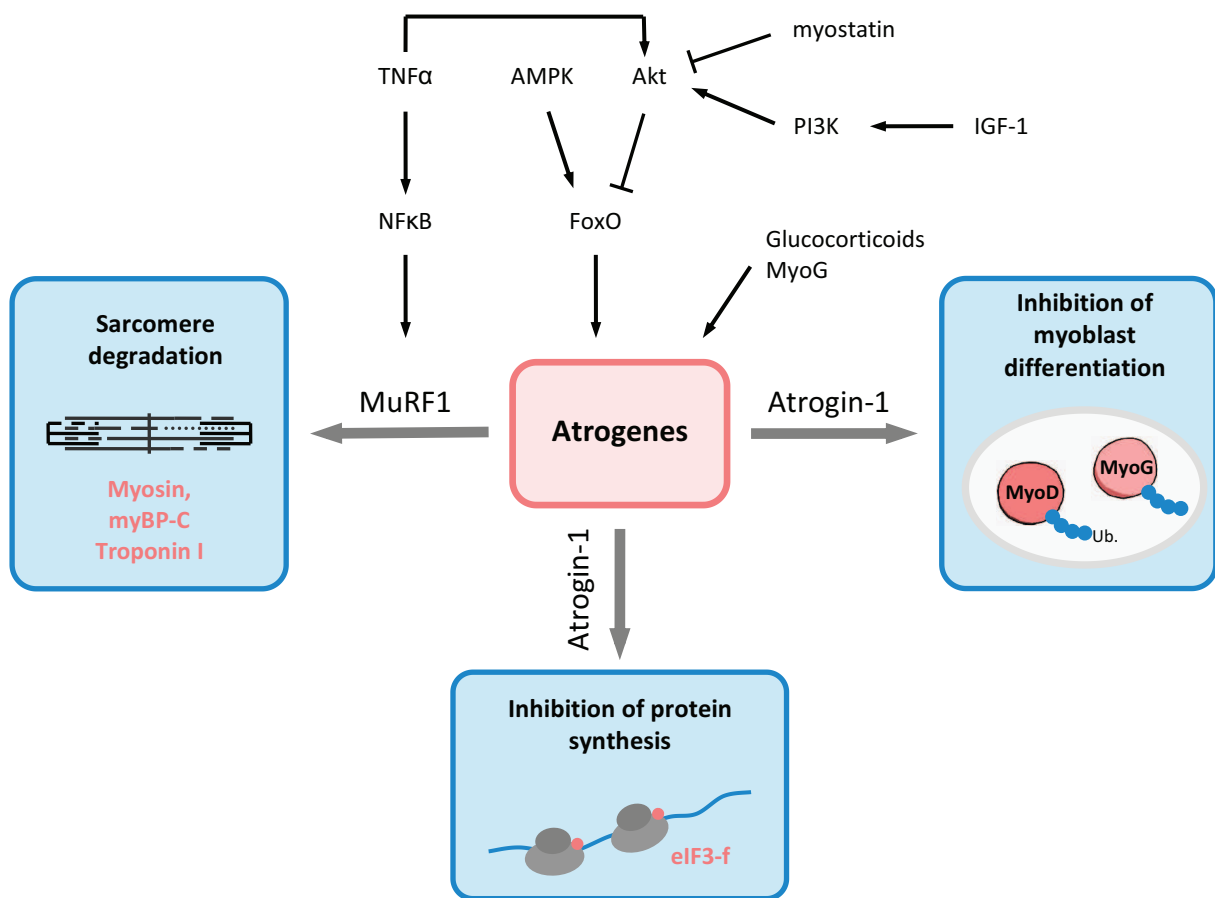 myostatin
TNFα
AMPK
Akt
PI3K
IGF-1
NFκB
FoxO
Glucocorticoids
MyoG
Sarcomere
degradation
Myosin,
myBP-C
Troponin I
MuRF1
Atrogenes
Atrogin-1
Inhibition of
myoblast
differentiation
MyoD
MyoG
Ub.
Atrogin-1
Inhibition of protein
synthesis
eIF3-f